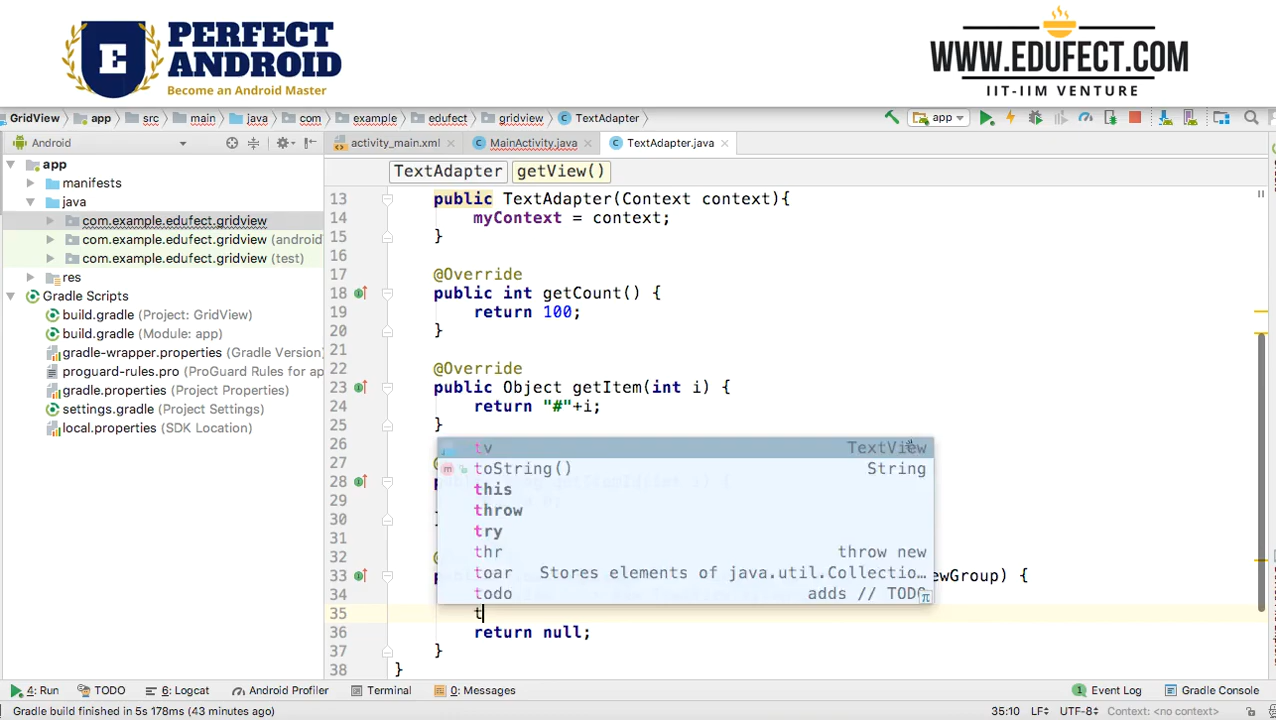 E
PERFECT
ANDROID
Become an Android Master
WWW.EDUFECT.COM
IIT-IIM VENTURE
GridView app src main java com example edufect gridview TextAdapter app
Android activity_main.xml MainActivity.java TextAdapter.java
TextAdapter getView()
app
manifests
java
com.example.edufect.gridview
com.example.edufect.gridview (android
com.example.edufect.gridview (test)
res
Gradle Scripts
build.gradle (Project: GridView)
build.gradle (Module: app)
gradle-wrapper.properties (Gradle Version)
proguard-rules.pro (ProGuard Rules for ap
gradle.properties (Project Properties)
settings.gradle (Project Settings)
local.properties (SDK Location)
13 public TextAdapter(Context context){
14 myContext = context;
15 }
16
17 @Override
18 public int getCount() {
19 return 100;
20 }
21
22 @Override
23 public Object getItem(int i) {
24 return "#"+i;
25 }
26
27
28
29
30
31
32
33 ewGroup) {
34
35 t
36 return null;
37 }
38 }
tv TextView
toString() String
this
throw
try
thr throw new
toar Stores elements of java.util.Collectio…
todo adds // TODO
4: Run TODO 6: Logcat Android Profiler Terminal 0: Messages 1 Event Log Gradle Console
Gradle build finished in 5s 178ms (43 minutes ago) 35:10 LF÷ UTF-8÷ Context: <no context>